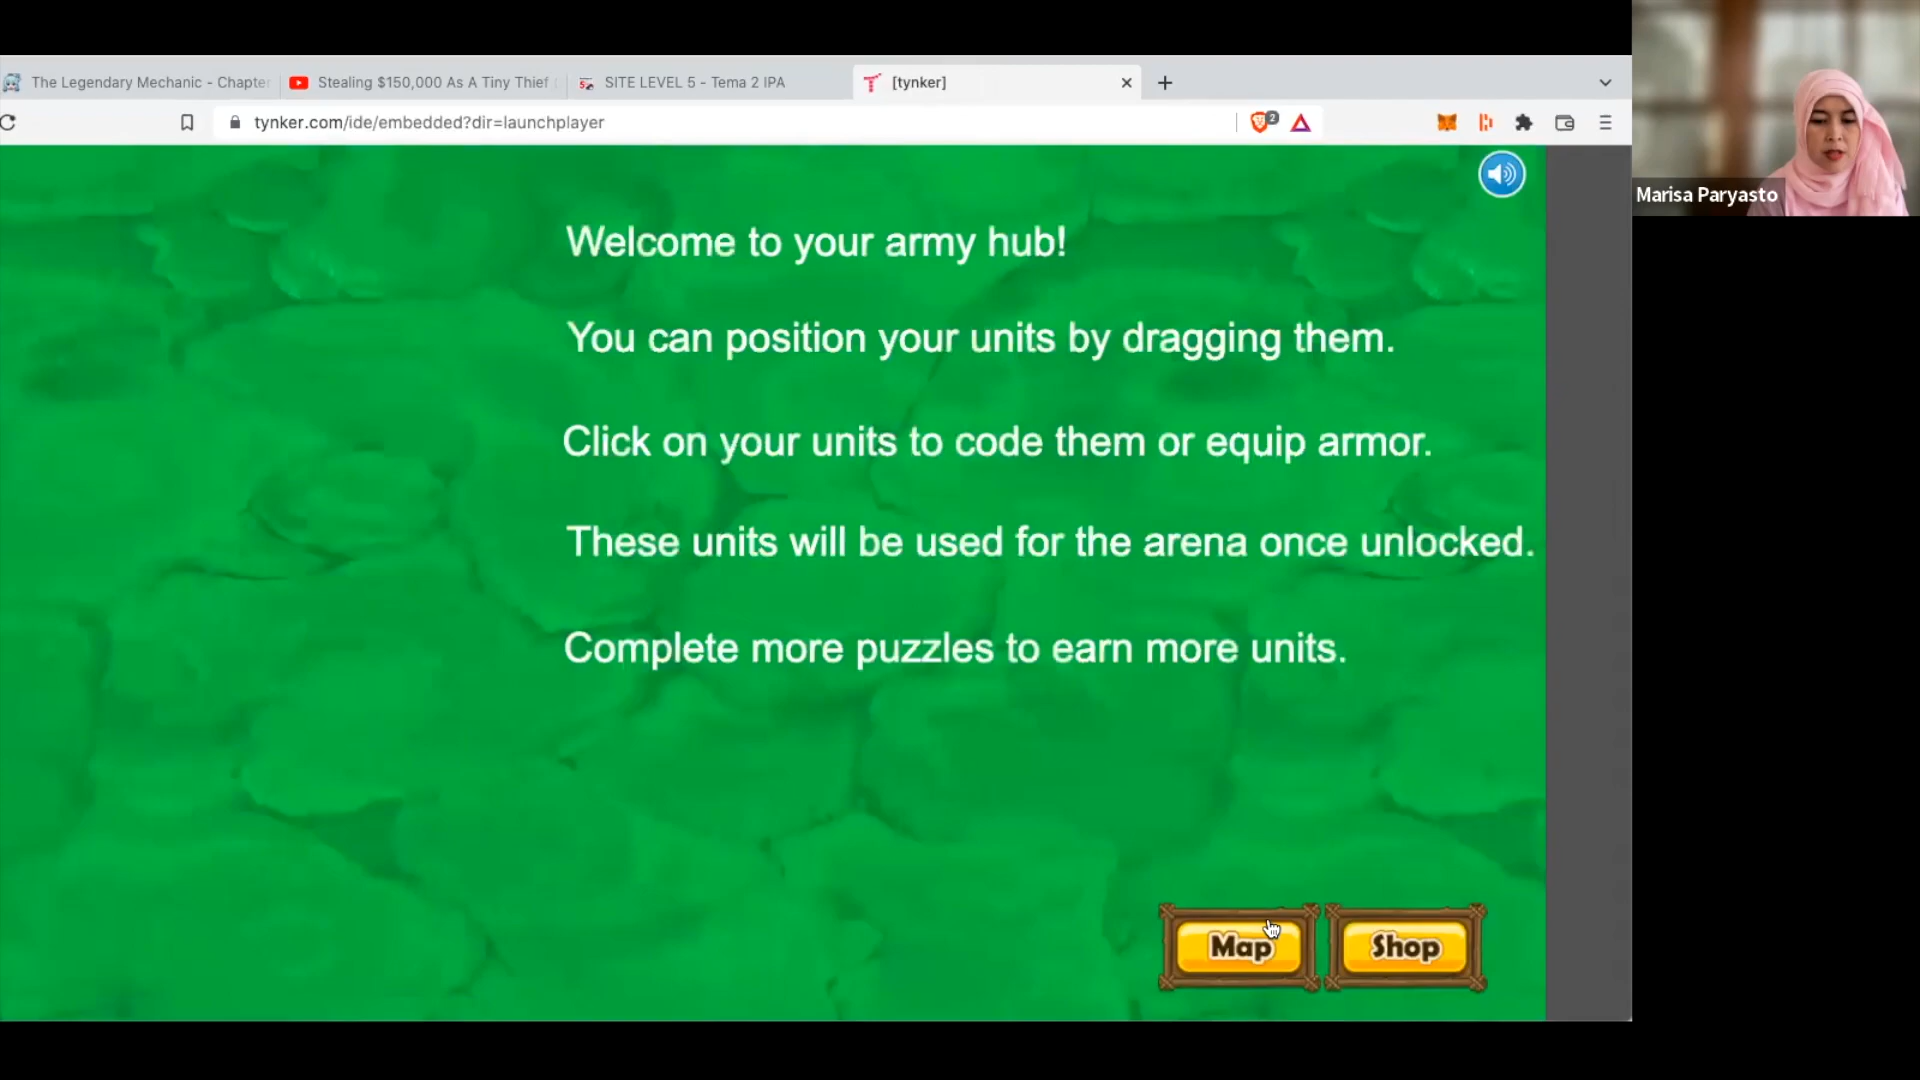 The Legendary Mechanic - Chapter
Stealing $150,000 As A Tiny Thief
SITE LEVEL 5 - Tema 2 IPA
[tynker]
tynker.com/ide/embedded?dir=launchplayer
2
Marisa Paryasto
Welcome to your army hub!
You can position your units by dragging them.
Click on your units to code them or equip armor.
These units will be used for the arena once unlocked.
Complete more puzzles to earn more units.
Map
Shop